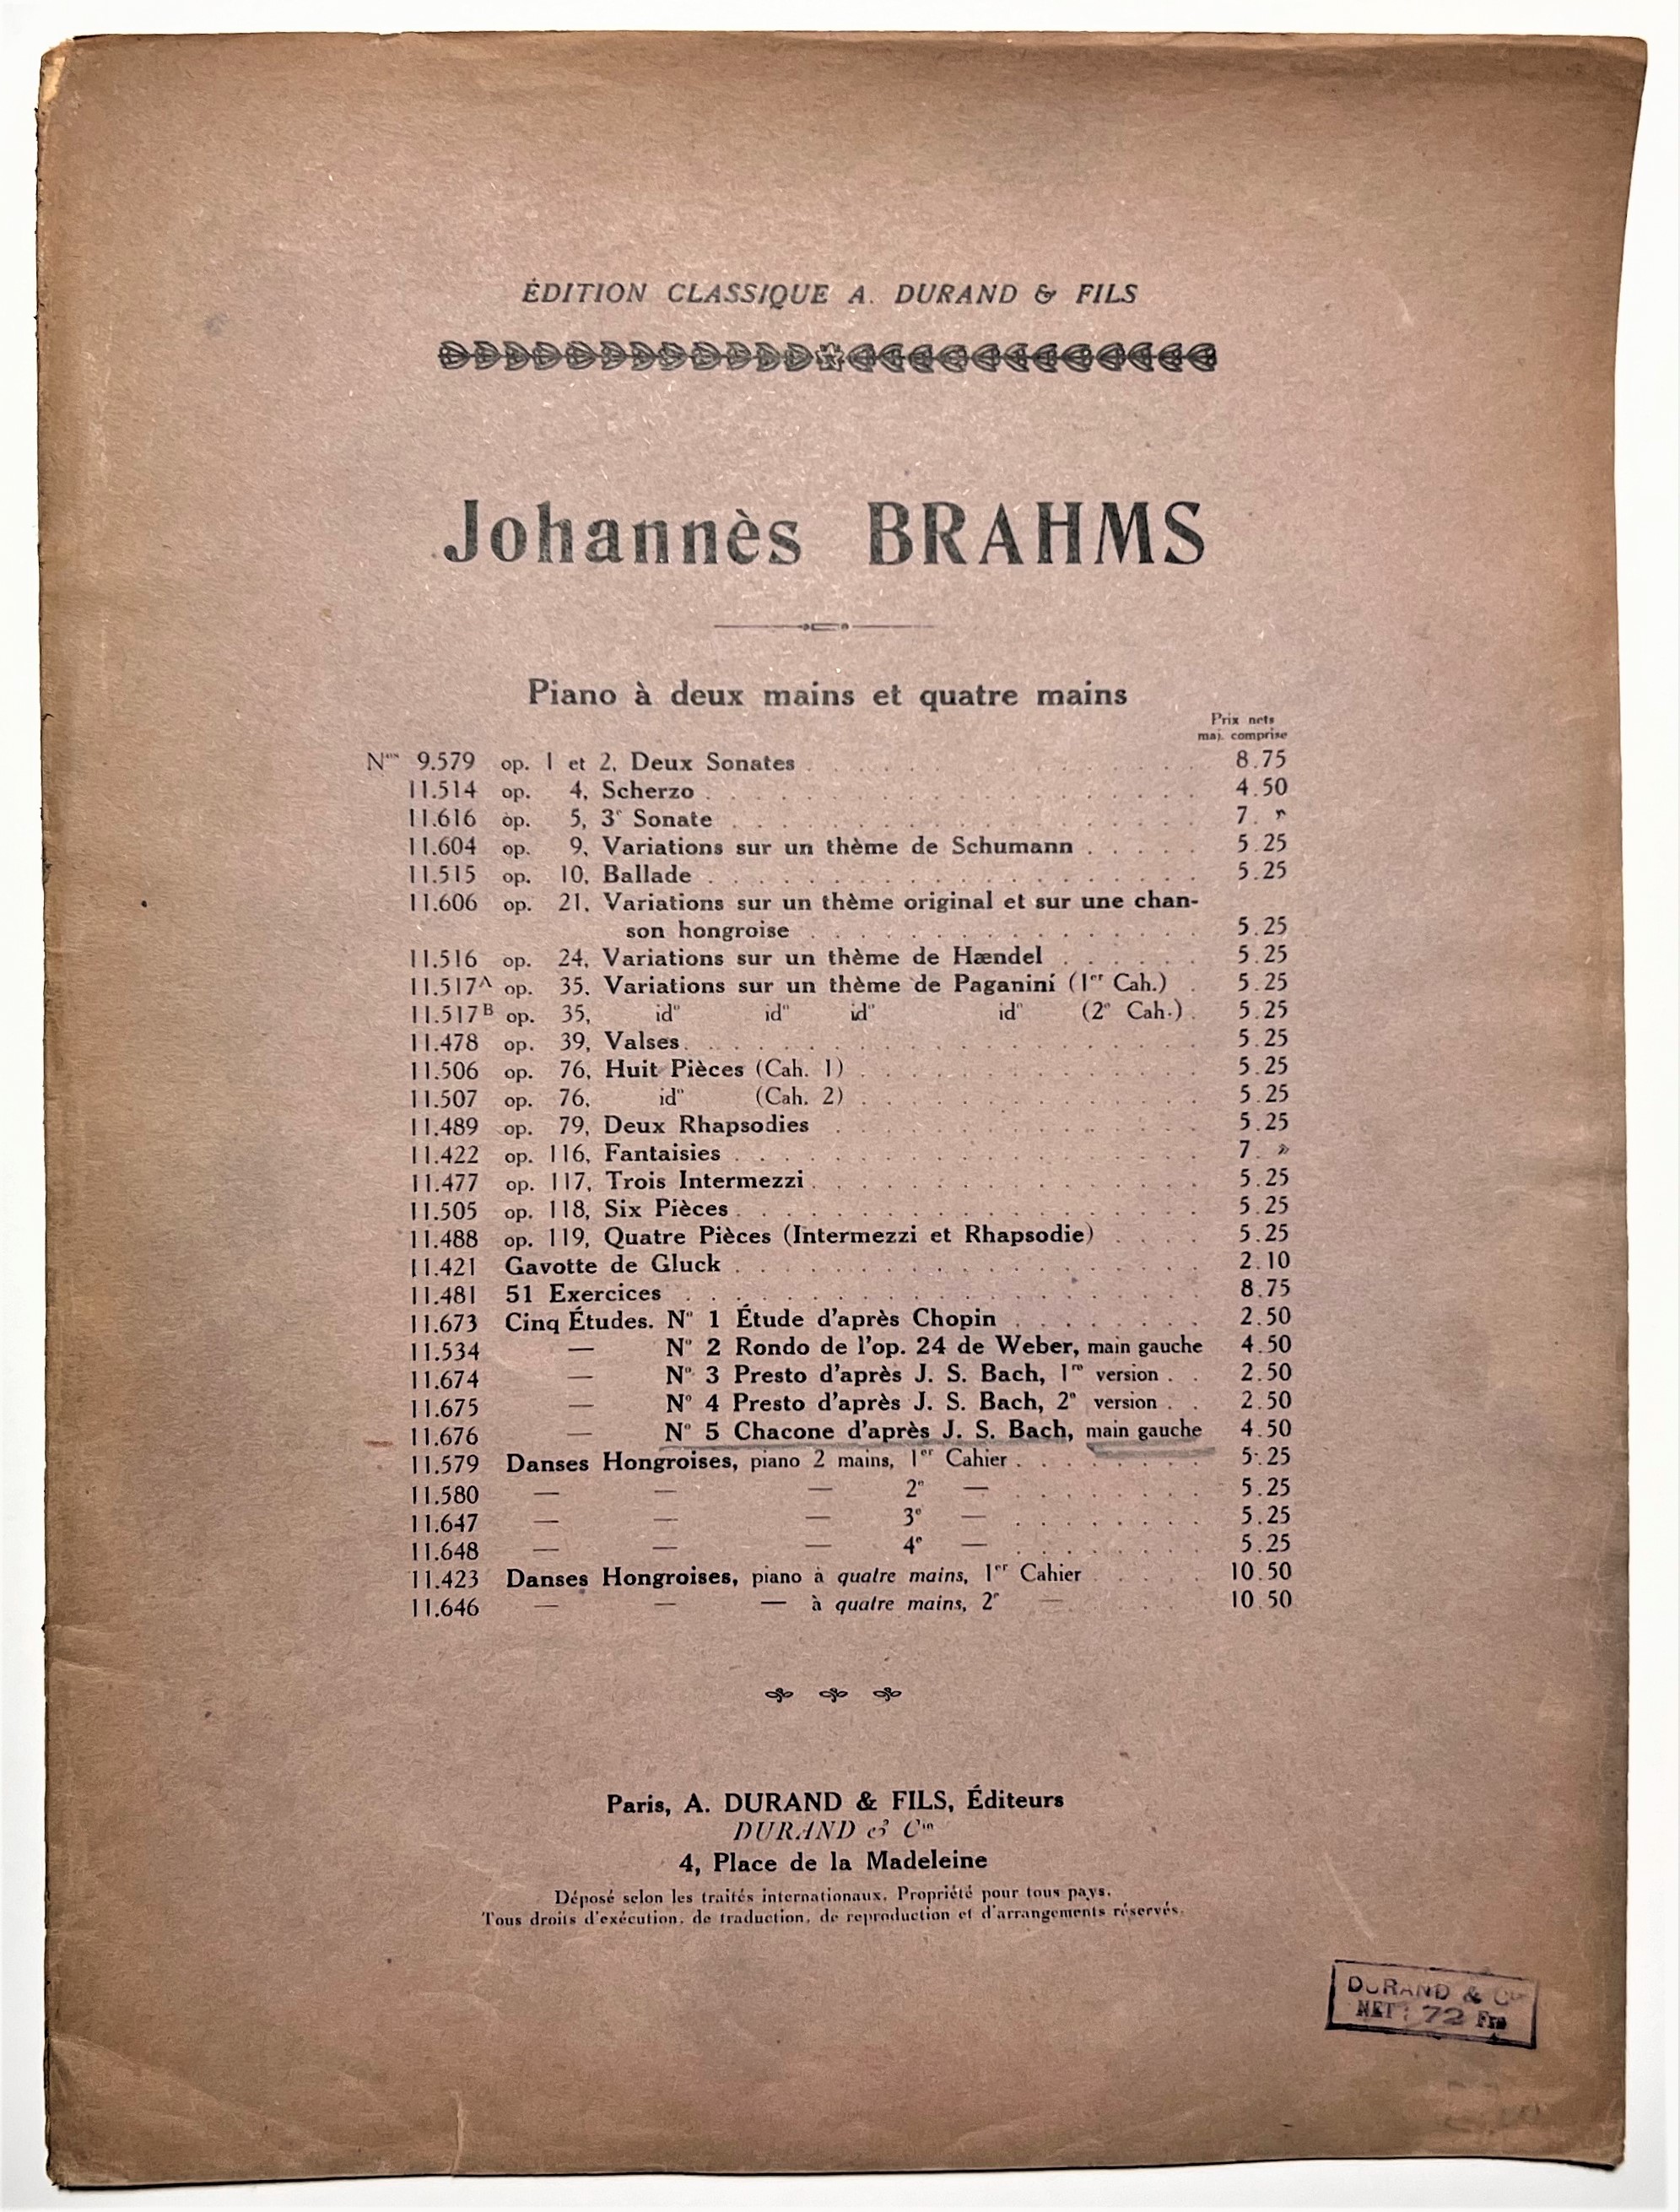 ÉDITION CLASSIQUE A. DURAND & FILS
Johannès BRAHMS
Piano à deux mains et quatre mains
Prix nets
maj. comprise
Nos 9.579 op. 1 et 2, Deux Sonates . . . 8.75
11.514 op. 4, Scherzo . . . 4.50
11.616 op. 5, 3e Sonate . . . 7. »
11.604 op. 9, Variations sur un thème de Schumann . . . 5.25
11.515 op. 10, Ballade . . . 5.25
11.606 op. 21, Variations sur un thème original et sur une chan-
son hongroise . . . 5.25
11.516 op. 24, Variations sur un thème de Hændel . . . 5.25
11.517A op. 35, Variations sur un thème de Paganini (1er Cah.) . 5.25
11.517B op. 35, id° id° id° id° (2e Cah.) . 5.25
11.478 op. 39, Valses . . . 5.25
11.506 op. 76, Huit Pièces (Cah. 1) . . . 5.25
11.507 op. 76, id° (Cah. 2) . . . 5.25
11.489 op. 79, Deux Rhapsodies . . . 5.25
11.422 op. 116, Fantaisies . . . 7. »
11.477 op. 117, Trois Intermezzi . . . 5.25
11.505 op. 118, Six Pièces . . . 5.25
11.488 op. 119, Quatre Pièces (Intermezzi et Rhapsodie) . . . 5.25
11.421 Gavotte de Gluck . . . 2.10
11.481 51 Exercices . . . 8.75
11.673 Cinq Études. N° 1 Étude d'après Chopin . . . 2.50
11.534 — N° 2 Rondo de l'op. 24 de Weber, main gauche 4.50
11.674 — N° 3 Presto d'après J. S. Bach, 1re version . . 2.50
11.675 — N° 4 Presto d'après J. S. Bach, 2e version . . 2.50
11.676 — N° 5 Chacone d'après J. S. Bach, main gauche 4.50
11.579 Danses Hongroises, piano 2 mains, 1er Cahier . . . 5.25
11.580 — — — 2e — . . . 5.25
11.647 — — — 3e — . . . 5.25
11.648 — — — 4e — . . . 5.25
11.423 Danses Hongroises, piano à quatre mains, 1er Cahier . . . 10.50
11.646 — — — à quatre mains, 2e — . . . 10.50
Paris, A. DURAND & FILS, Éditeurs
DURAND & Cie
4, Place de la Madeleine
Déposé selon les traités internationaux. Propriété pour tous pays.
Tous droits d'exécution, de traduction, de reproduction et d'arrangements réservés.
DURAND & Cie
NET : 72 Frs